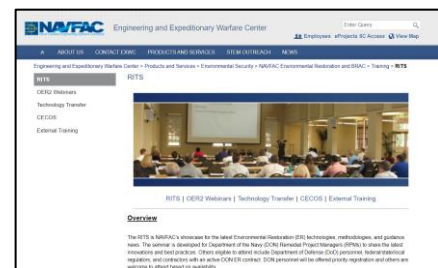 NAVFAC Engineering and Expeditionary Warfare Center
Enter Query
Employees eProjects SC Access View Map
A ABOUT US CONTACT EXWC PRODUCTS AND SERVICES STEM OUTREACH NEWS
Engineering and Expeditionary Warfare Center > Products and Services > Environmental Security > NAVFAC Environmental Restoration and BRAC > Training > RITS
RITS
RITS
OER2 Webinars
Technology Transfer
CECOS
External Training
RITS | OER2 Webinars | Technology Transfer | CECOS | External Training
Overview
The RITS is NAVFAC's showcase for the latest Environmental Restoration (ER) technologies, methodologies, and guidance
news. The seminar is developed for Department of the Navy (DON) Remedial Project Managers (RPMs) to share the latest
innovations and best practices. Others eligible to attend include Department of Defense (DoD) personnel, federal/state/local
regulators, and contractors with an active DON ER contract. DON personnel will be offered priority registration and others are
welcome to attend based on availability.